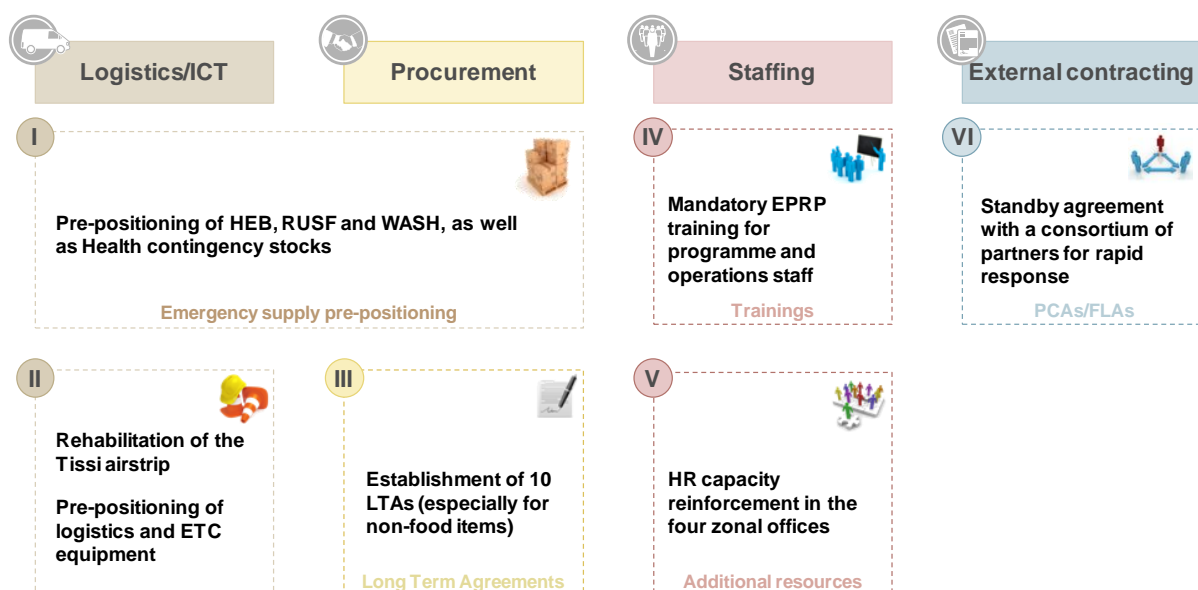 Logistics/ICT
Procurement
Staffing
External contracting
I
Pre-positioning of HEB, RUSF and WASH, as well
as Health contingency stocks
Emergency supply pre-positioning
IV
Mandatory EPRP
training for
programme and
operations staff
Trainings
VI
Standby agreement
with a consortium of
partners for rapid
response
PCAs/FLAs
II
Rehabilitation of the
Tissi airstrip
Pre-positioning of
logistics and ETC
equipment
III
Establishment of 10
LTAs (especially for
non-food items)
Long Term Agreements
V
HR capacity
reinforcement in the
four zonal offices
Additional resources